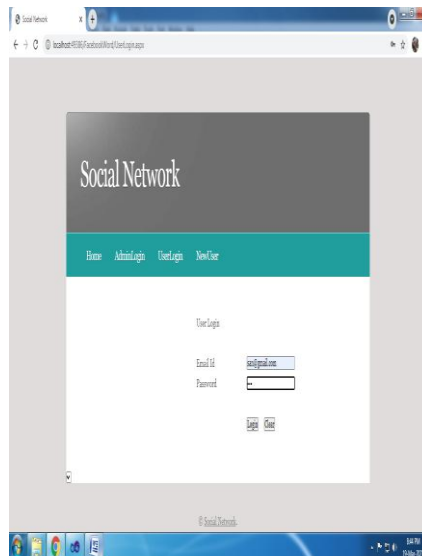 Social Network
Social Network
Home AdminLogin UserLogin NewUser
User Login
Email Id
Password
Login Clear
© Social Network.